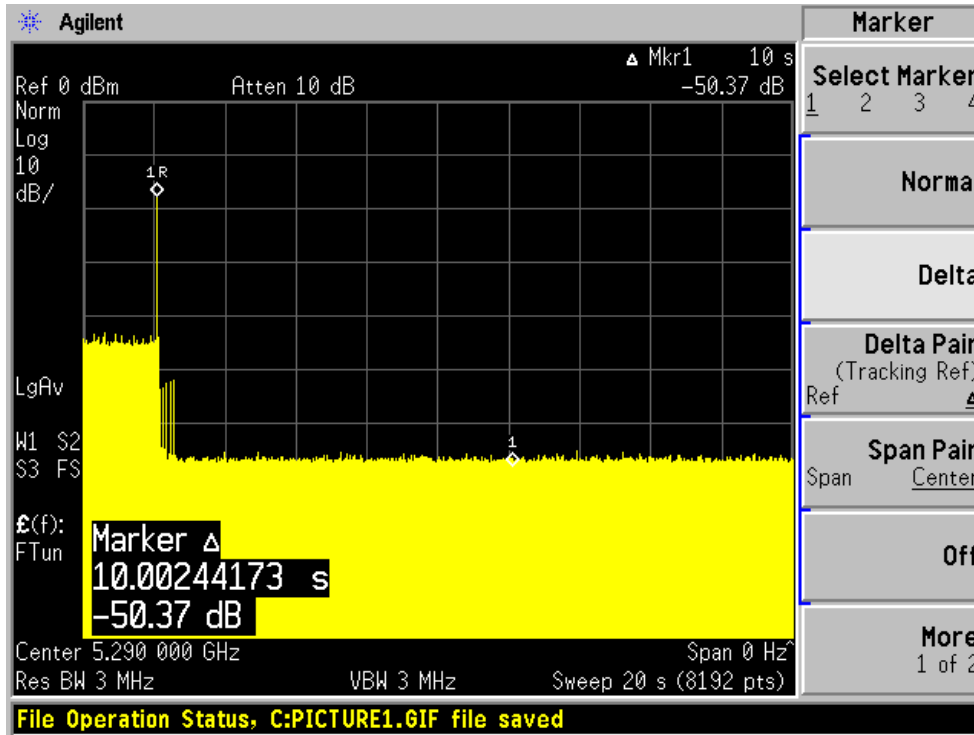 Agilent
Marker
Δ Mkr1 10 s
Ref 0 dBm Atten 10 dB -50.37 dB
Norm
Log
10
dB/
1R
LgAv
1
W1 S2
S3 FS
£(f):
FTun
Marker Δ
10.00244173 s
-50.37 dB
Center 5.290 000 GHz Span 0 Hz^
Res BW 3 MHz VBW 3 MHz Sweep 20 s (8192 pts)
File Operation Status, C:PICTURE1.GIF file saved
Select Marker
1 2 3 4
Norma
Delta
Delta Pair
(Tracking Ref)
Ref Δ
Span Pair
Span Center
Off
More
1 of 2